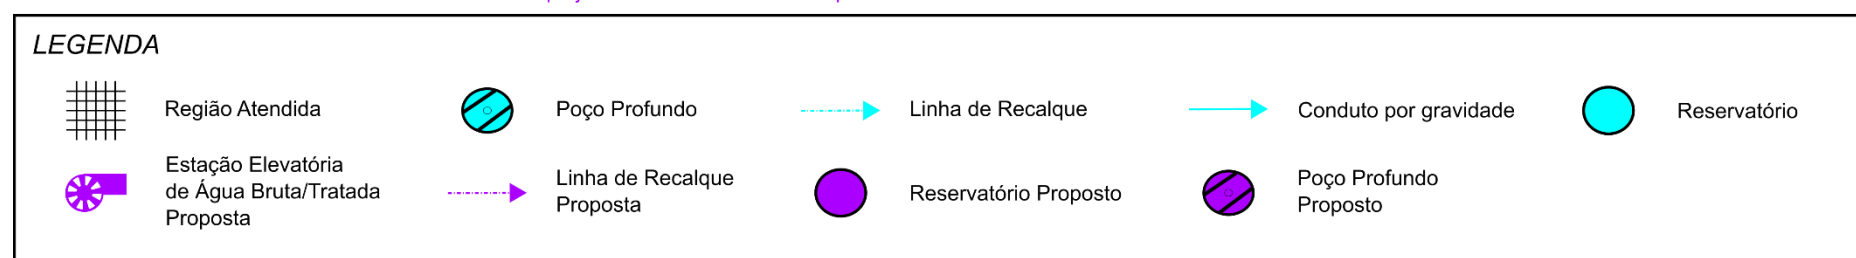 LEGENDA
Região Atendida
Poço Profundo
Linha de Recalque
Conduto por gravidade
Reservatório
Estação Elevatória
de Água Bruta/Tratada
Proposta
Linha de Recalque
Proposta
Reservatório Proposto
Poço Profundo
Proposto